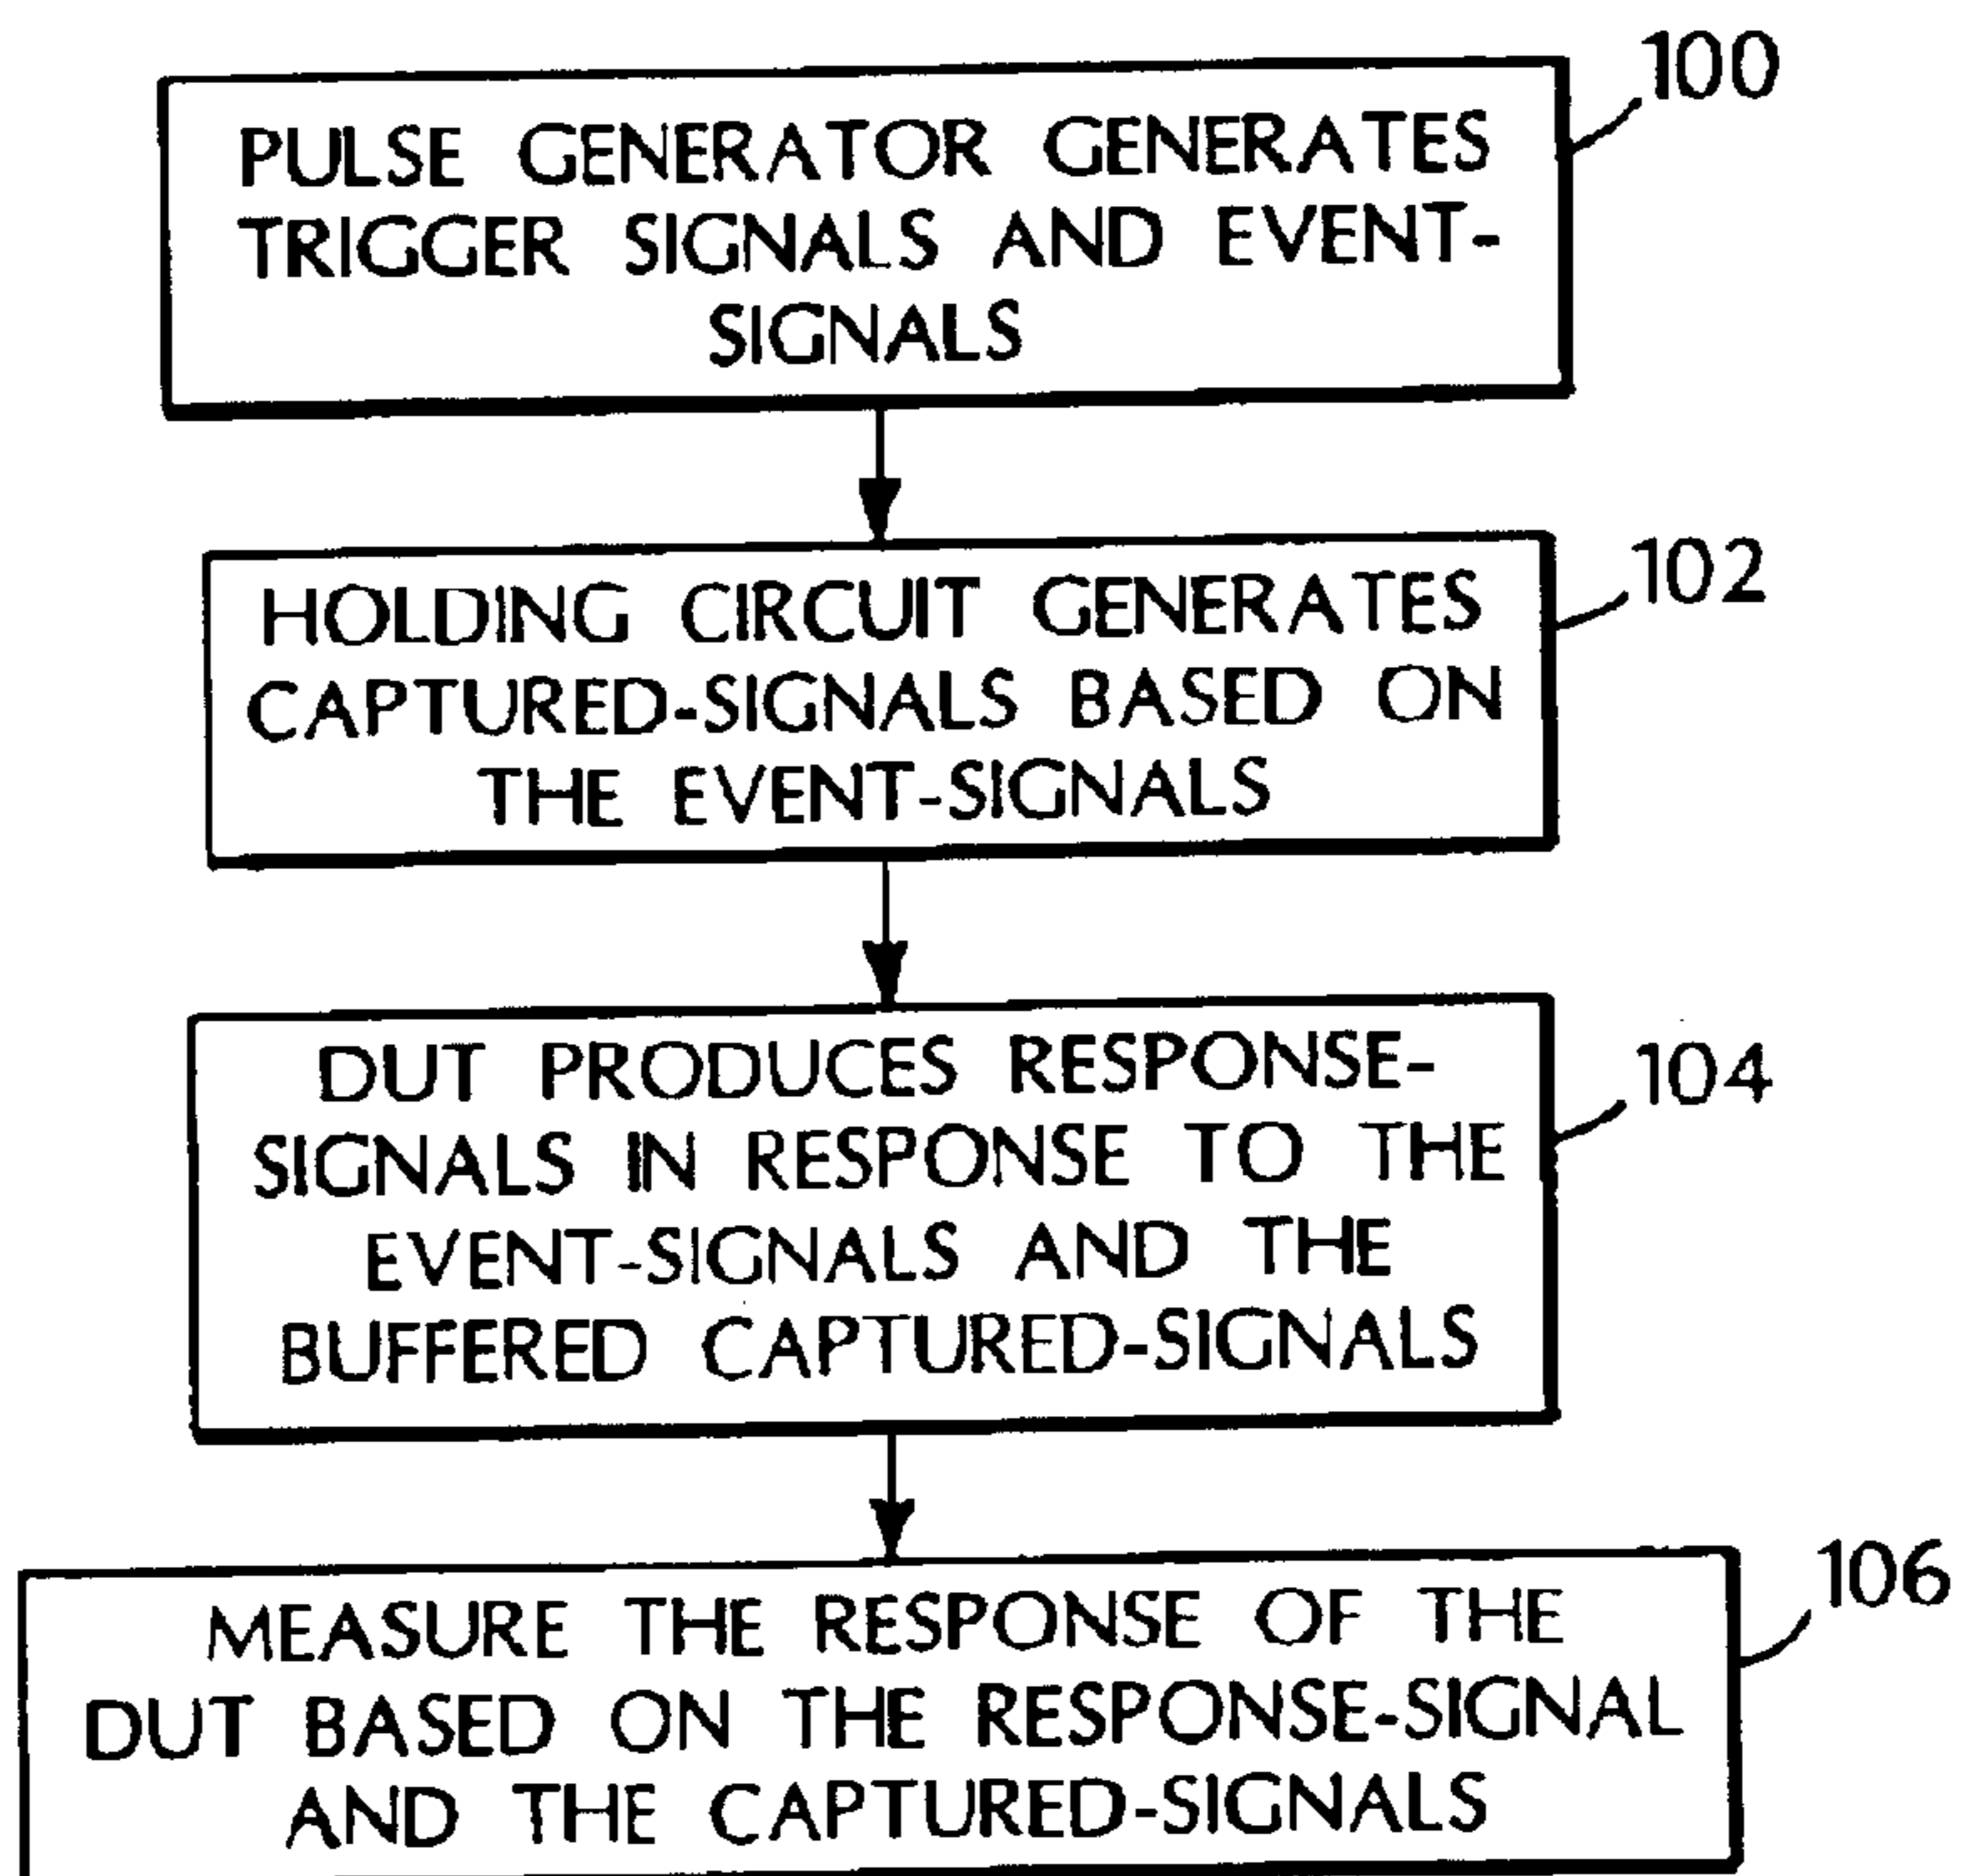 100
PULSE GENERATOR GENERATES
TRIGGER SIGNALS AND EVENT-
SIGNALS
102
HOLDING CIRCUIT GENERATES
CAPTURED-SIGNALS BASED ON
THE EVENT-SIGNALS
104
DUT PRODUCES RESPONSE-
SIGNALS IN RESPONSE TO THE
EVENT-SIGNALS AND THE
BUFFERED CAPTURED-SIGNALS
106
MEASURE THE RESPONSE OF THE
DUT BASED ON THE RESPONSE-SIGNAL
AND THE CAPTURED-SIGNALS